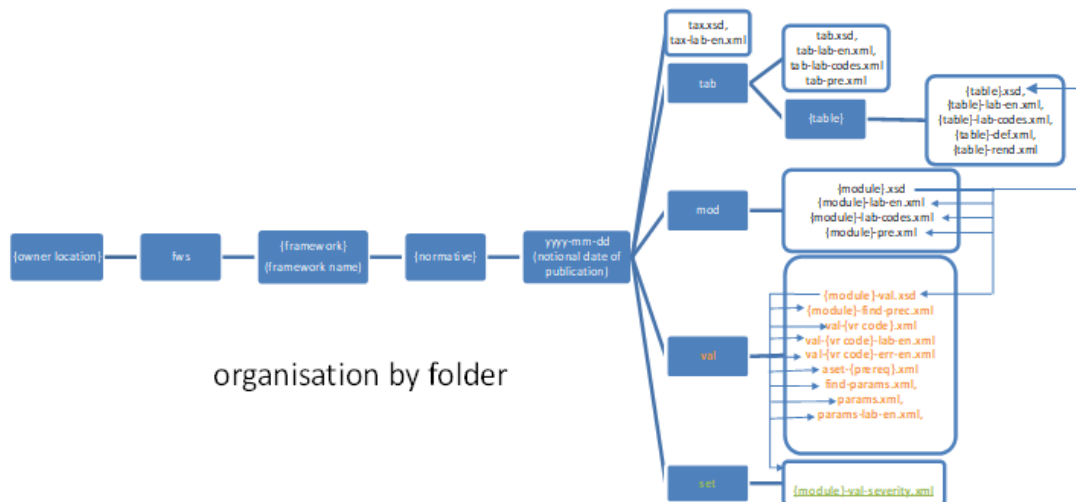 tax.xsd,
tax-lab-en.xml
tab
tab.xsd,
tab-lab-en.xml,
tab-lab-codes.xml
tab-pre.xml
{table}
{table}.xsd,
{table}-lab-en.xml,
{table}-lab-codes.xml,
{table}-def.xml,
{table}-rend.xml
mod
{module}.xsd
{module}-lab-en.xml
{module}-lab-codes.xml
{module}-pre.xml
{owner location}
fws
{framework}
(framework name)
{normative}
yyyy-mm-dd
(notional date of
publication)
val
{module}-val.xsd
{module}-find-prec.xml
val-{vr code}.xml
val-{vr code}-lab-en.xml
val-{vr code}-err-en.xml
aset-{prereq}.xml
find-params.xml,
params.xml,
params-lab-en.xml,
organisation by folder
set
{module}-val-severity.xml